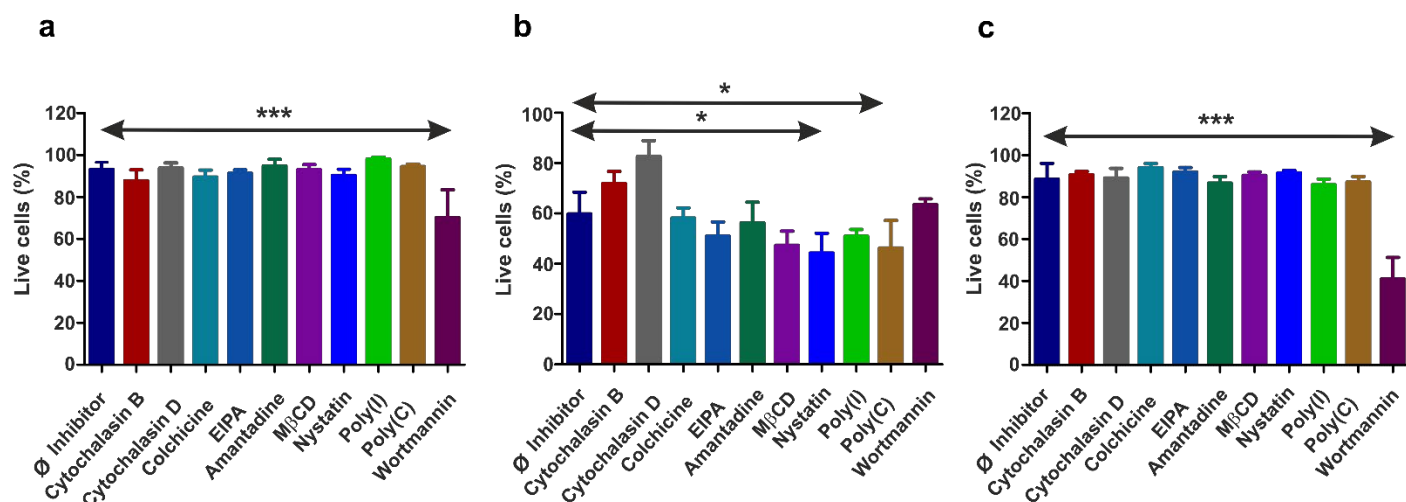 a
***
Live cells (%)
120
100
80
60
40
20
0
Ø Inhibitor
Cytochalasin B
Cytochalasin D
Colchicine
EIPA
Amantadine
MβCD
Nystatin
Poly(I)
Poly(C)
Wortmannin
b
*
*
Live cells (%)
100
80
60
40
20
0
Ø Inhibitor
Cytochalasin B
Cytochalasin D
Colchicine
EIPA
Amantadine
MβCD
Nystatin
Poly(I)
Poly(C)
Wortmannin
c
***
Live cells (%)
120
100
80
60
40
20
0
Ø Inhibitor
Cytochalasin B
Cytochalasin D
Colchicine
EIPA
Amantadine
MβCD
Nystatin
Poly(I)
Poly(C)
Wortmannin